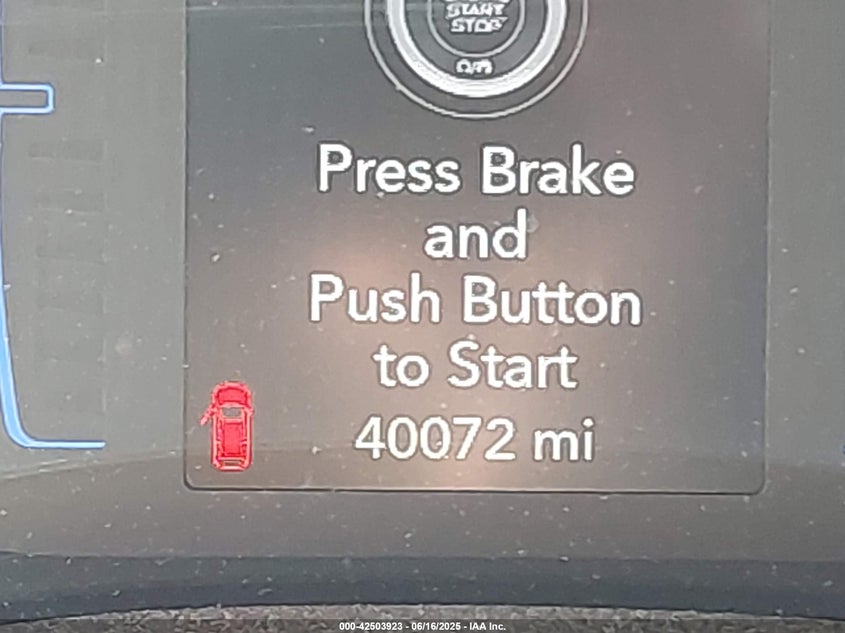 START
STOP
Press Brake
and
Push Button
to Start
40072 mi
000-42503923 - 06/16/2025 - IAA Inc.